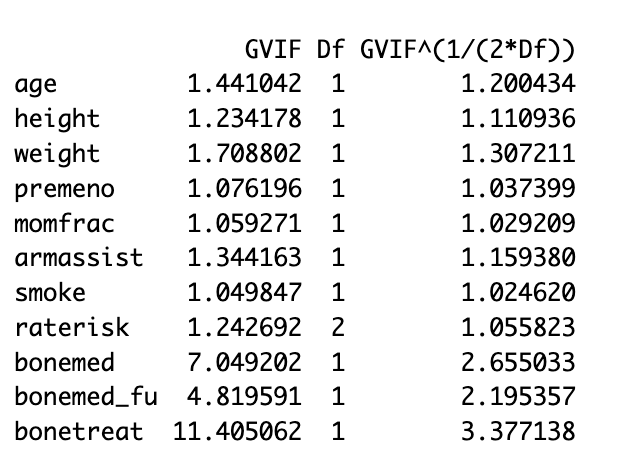 GVIF Df GVIF^(1/(2*Df))
age 1.441042 1 1.200434
height 1.234178 1 1.110936
weight 1.708802 1 1.307211
premeno 1.076196 1 1.037399
momfrac 1.059271 1 1.029209
armassist 1.344163 1 1.159380
smoke 1.049847 1 1.024620
raterisk 1.242692 2 1.055823
bonemed 7.049202 1 2.655033
bonemed_fu 4.819591 1 2.195357
bonetreat 11.405062 1 3.377138